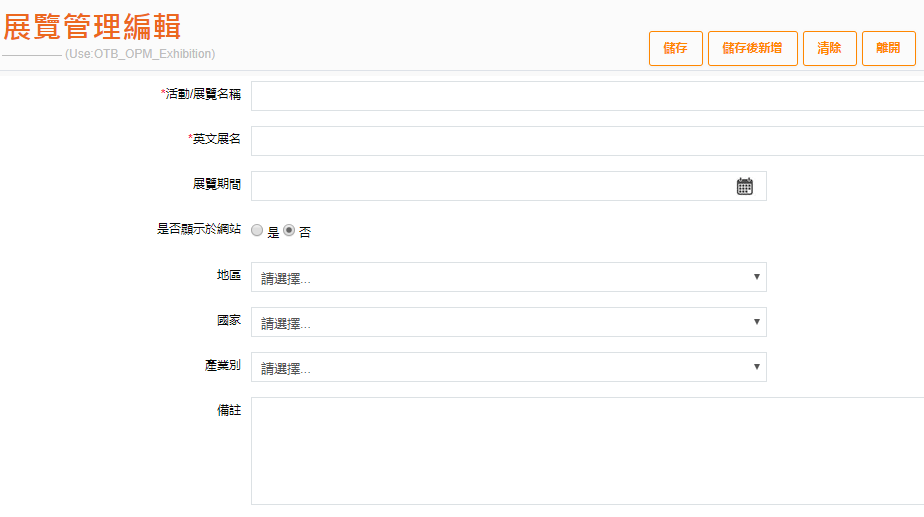 展覽管理編輯
(Use:OTB_OPM_Exhibition)
儲存 儲存後新增 清除 離開
*活動/展覽名稱
*英文展名
展覽期間
是否顯示於網站 是 否
地區 請選擇...
國家 請選擇...
產業別 請選擇...
備註